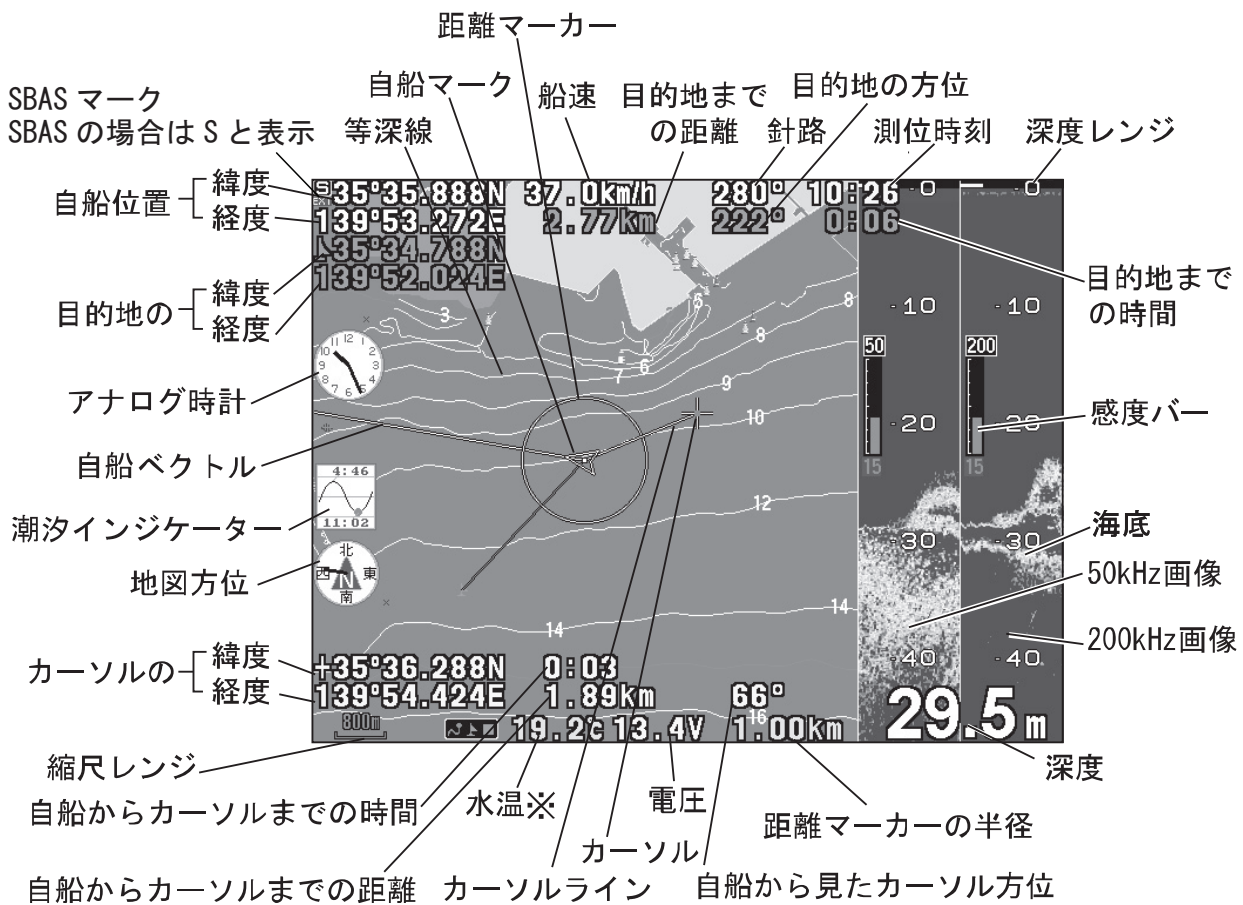 距離マーカー
自船マーク
船速
目的地まで
の距離
目的地の方位
SBAS マーク
SBAS の場合は S と表示
等深線
針路
測位時刻
深度レンジ
自船位置
緯度
経度
S 35°35.888N
139°53.272E
37.0km/h
2.77km
280°
222°
10:26
0:06
目的地の
緯度
経度
35°34.788N
139°52.024E
目的地まで
の時間
アナログ時計
12
1
2
3
4
5
6
7
8
9
10
11
自船ベクトル
潮汐インジケーター
4:46
11:02
地図方位
北
西
N
東
南
3
6
7
6
8
8
9
10
12
14
14
16
-0
-0
-10
-10
50
200
-20
-20
15
15
-30
-30
-40
-40
感度バー
海底
50kHz画像
200kHz画像
カーソルの
緯度
経度
+35°36.288N
139°54.424E
0:03
1.89km
66°
800m
19.2℃
13.4V
1.00km
29.5m
縮尺レンジ
自船からカーソルまでの時間
自船からカーソルまでの距離
水温※
カーソルライン
カーソル
電圧
自船から見たカーソル方位
距離マーカーの半径
深度